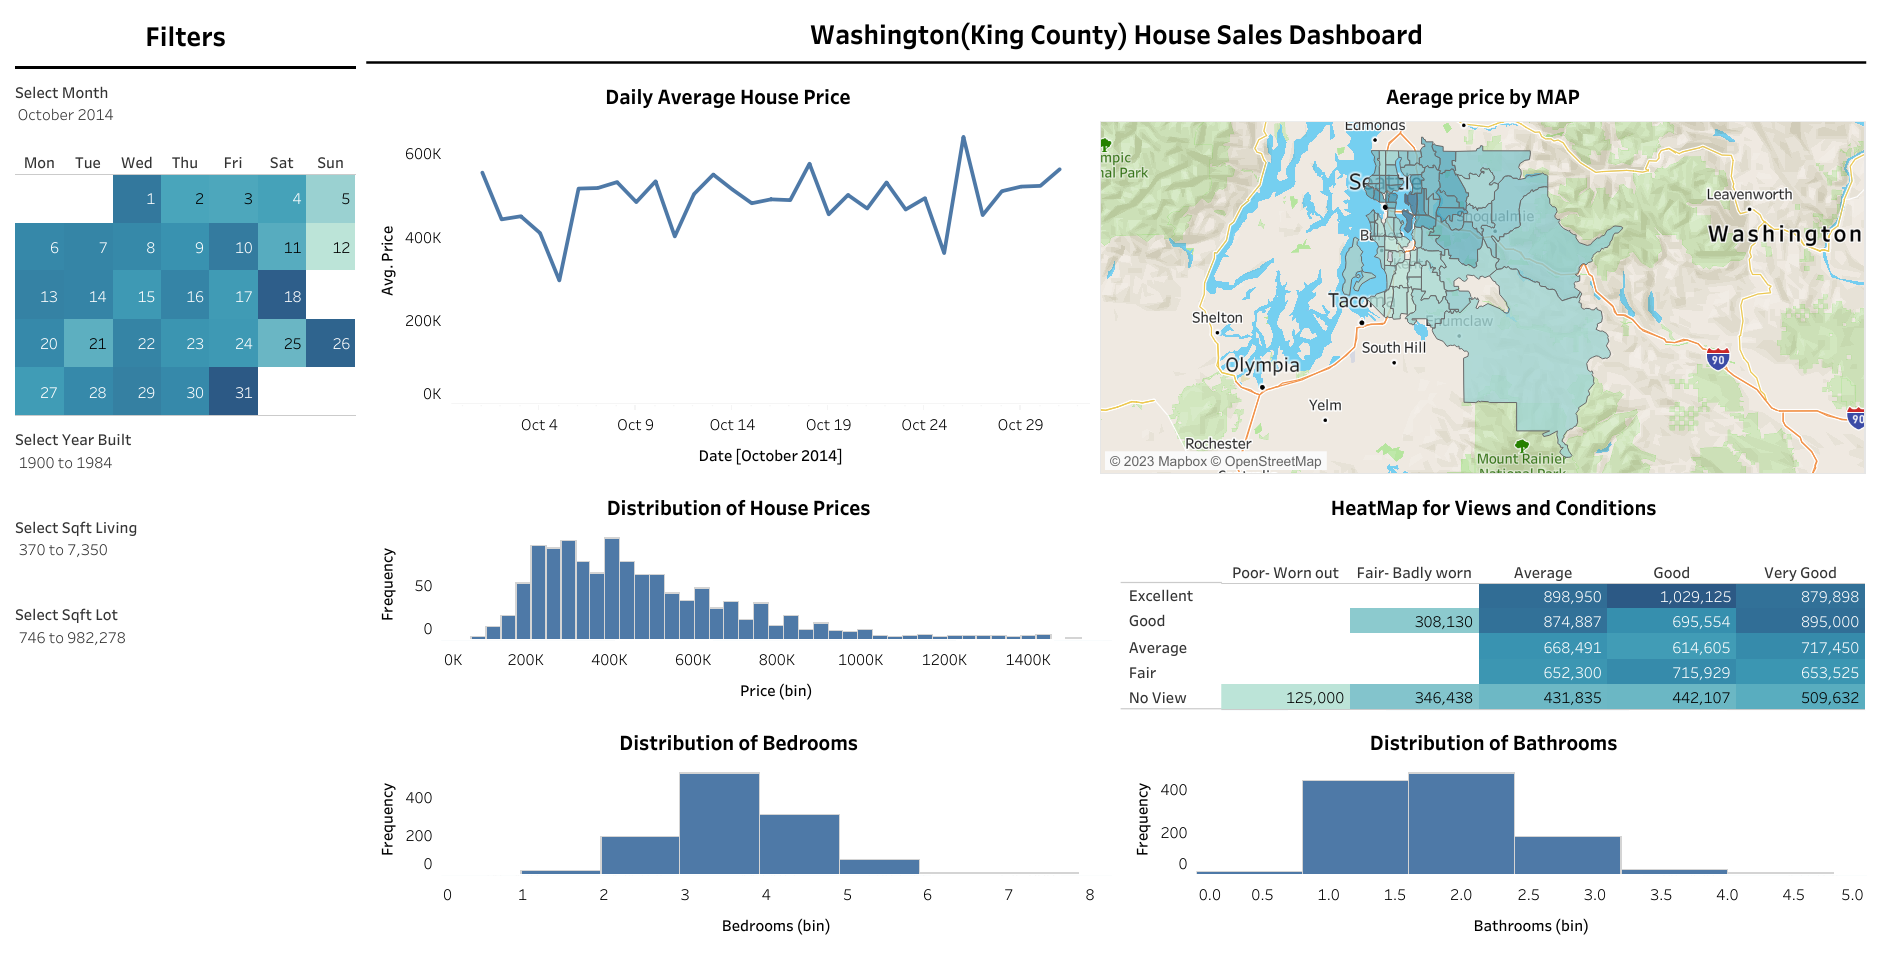 Filters
Washington(King County) House Sales Dashboard
Select Month
October 2014
Mon Tue Wed Thu Fri Sat Sun
1 2 3 4 5
6 7 8 9 10 11 12
13 14 15 16 17 18
20 21 22 23 24 25 26
27 28 29 30 31
Select Year Built
1900 to 1984
Select Sqft Living
370 to 7,350
Select Sqft Lot
746 to 982,278
Daily Average House Price
Avg. Price
600K
400K
200K
0K
Oct 4 Oct 9 Oct 14 Oct 19 Oct 24 Oct 29
Date [October 2014]
Aerage price by MAP
Edmonds
mpic
nal Park
Seattle
Leavenworth
Snoqualmie
Washington
B
Tacoma
Shelton
Enumclaw
South Hill
Olympia
90
Yelm
90
Rochester
Mount Rainier
National Park
© 2023 Mapbox © OpenStreetMap
Distribution of House Prices
Frequency
50
0
0K 200K 400K 600K 800K 1000K 1200K 1400K
Price (bin)
HeatMap for Views and Conditions
Poor- Worn out Fair- Badly worn Average Good Very Good
Excellent 898,950 1,029,125 879,898
Good 308,130 874,887 695,554 895,000
Average 668,491 614,605 717,450
Fair 652,300 715,929 653,525
No View 125,000 346,438 431,835 442,107 509,632
Distribution of Bedrooms
Frequency
400
200
0
0 1 2 3 4 5 6 7 8
Bedrooms (bin)
Distribution of Bathrooms
Frequency
400
200
0
0.0 0.5 1.0 1.5 2.0 2.5 3.0 3.5 4.0 4.5 5.0
Bathrooms (bin)